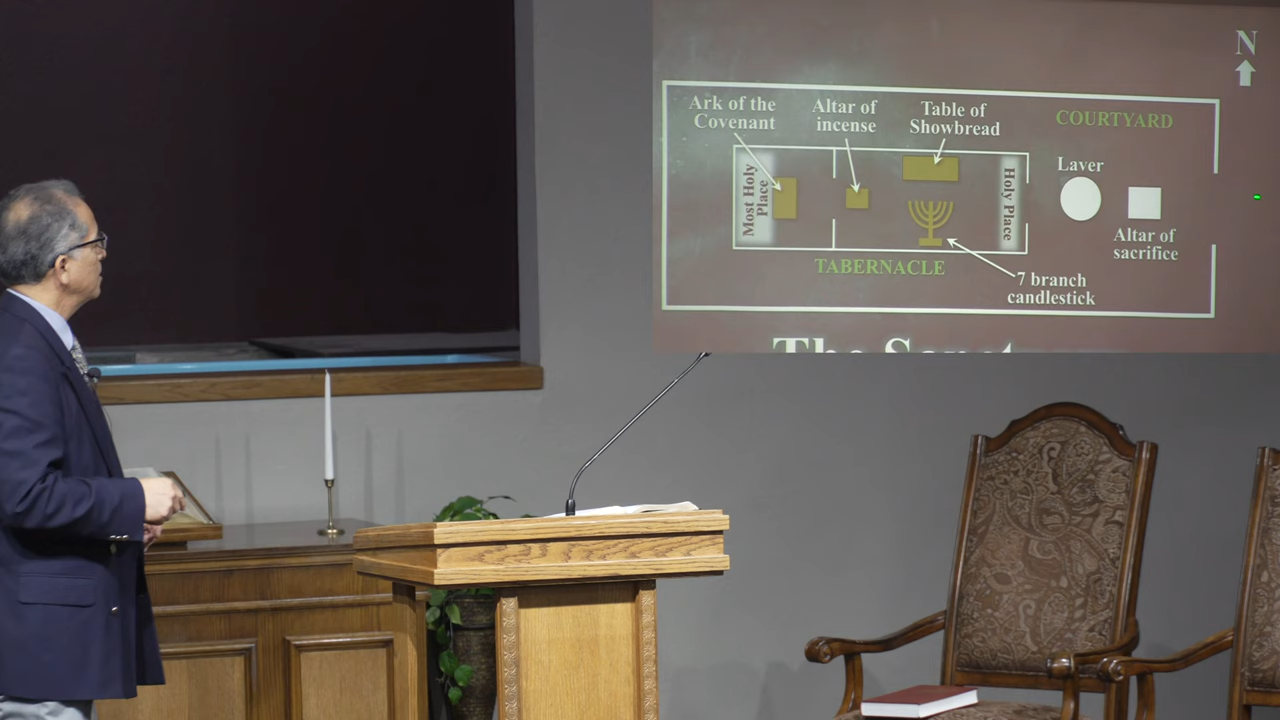 N
Ark of the
Covenant
Altar of
incense
Table of
Showbread
COURTYARD
Most Holy
Place
Holy Place
Laver
Altar of
sacrifice
TABERNACLE
7 branch
candlestick
The